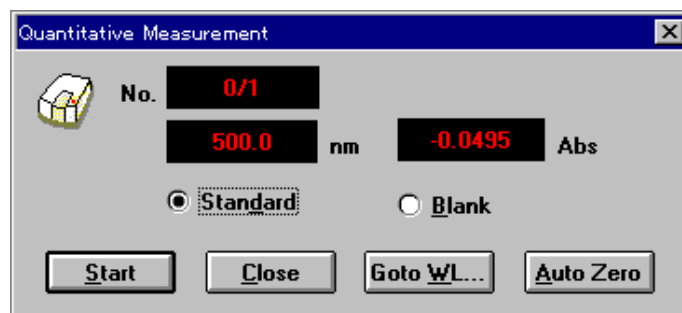 Quantitative Measurement
No. 0/1
500.0 nm -0.0495 Abs
Standard Blank
Start Close Goto WL... Auto Zero